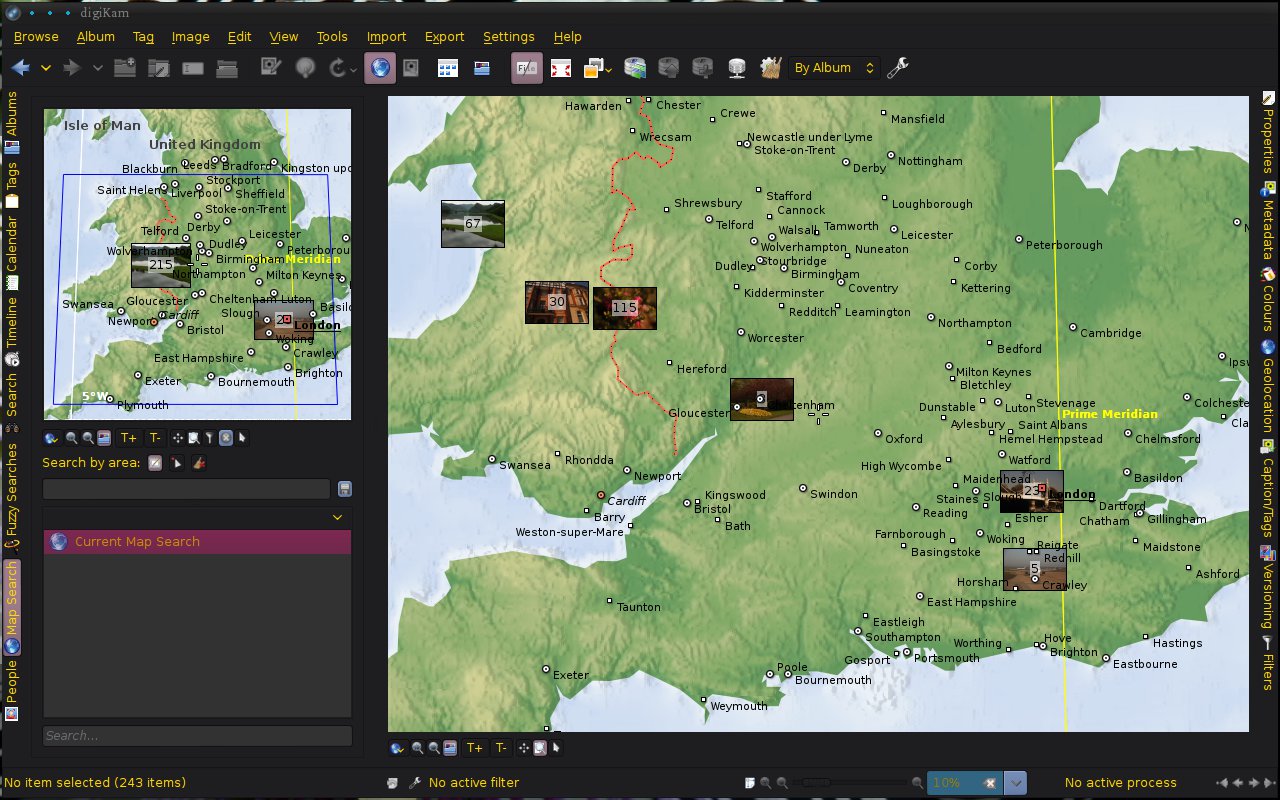 digiKam
Browse Album Tag Image Edit View Tools Import Export Settings Help
File By Album
Albums
Tags
Calendar
Timeline
Search
Fuzzy Searches
Map Search
People
Isle of Man
United Kingdom
Blackburn Leeds Bradford Kingston upo
Stockport
Saint Helen Liverpool Sheffield
Stoke-on-Trent
Telford Derby Leicester
Wolverhampton Dudley Peterborou
Birmingham Meridian
215
Northampton Milton Keynes
Gloucester Cheltenham Luton
Swansea Slough Basild
Newpor Cardiff London
Bristol Woking
East Hampshire Crawley
Exeter Bournemouth Brighton
5°W
Plymouth
T+ T-
Search by area:
Current Map Search
Search...
Hawarden Chester
Crewe Mansfield
Wrecsam Newcastle under Lyme
Stoke-on-Trent
Derby Nottingham
Stafford
Shrewsbury Cannock Loughborough
67
Telford Walsall Tamworth Leicester
Wolverhampton Nuneaton Peterborough
Stourbridge
Dudley Birmingham Corby
Coventry Kettering
Kidderminster
30 115
Redditch Leamington
Northampton Cambridge
Worcester
Bedford
Hereford Milton Keynes
Bletchley
Ipsw
Gloucester tenham Dunstable Luton Stevenage Colcheste
Prime Meridian
Aylesbury Saint Albans Cla
Oxford Hemel Hempstead Chelmsford
Swansea Rhondda High Wycombe Watford
Newport Maidenhead Basildon
Cardiff Kingswood Swindon Staines Slough 23 London
Barry Bristol Reading Dartford
Weston-super-Mare Bath Esher Chatham Gillingham
Farnborough Woking Reigate Maidstone
Basingstoke Redhill
5
Horsham Crawley Ashford
Taunton East Hampshire
Eastleigh
Southampton Worthing Hove Hastings
Gosport Portsmouth Brighton
Eastbourne
Exeter Poole
Bournemouth
Weymouth
T+ T-
Properties
Metadata
Colours
Geolocation
Caption/Tags
Versioning
Filters
No item selected (243 items) No active filter 10% No active process